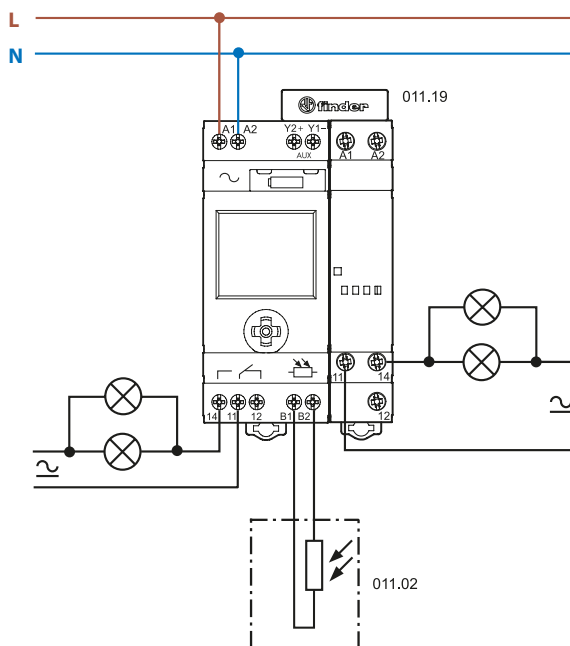 L
N
finder
011.19
A1 A2 Y2+ Y1-
AUX
A1 A2
11 14
12
14 11 12 B1 B2
011.02